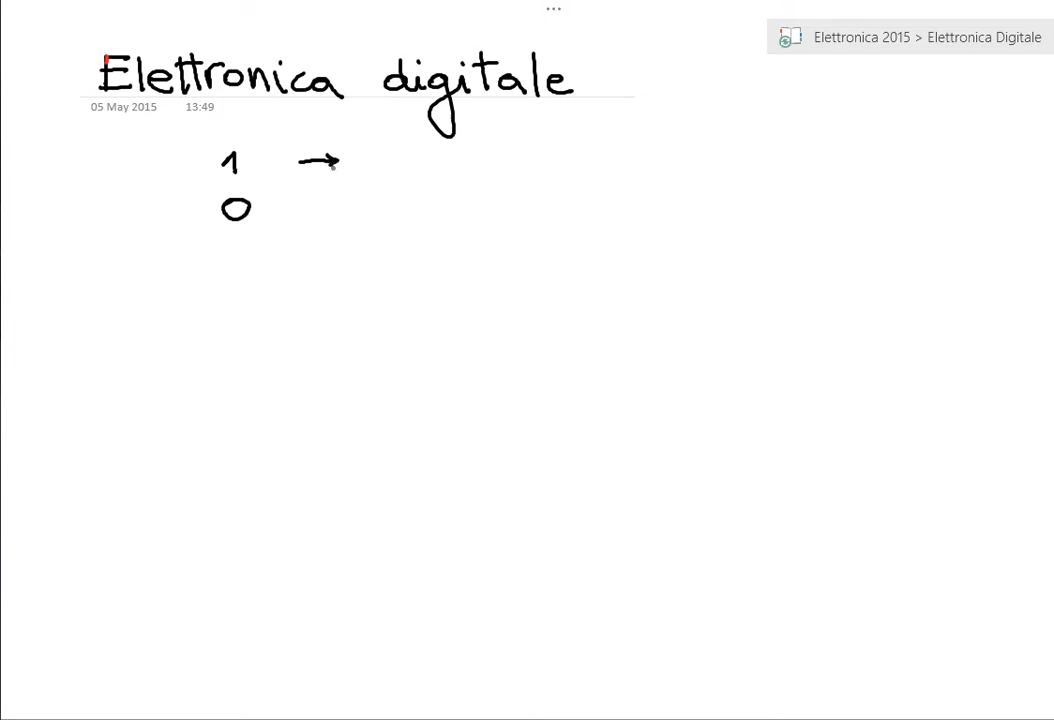 Elettronica 2015 > Elettronica Digitale
Elettronica digitale
05 May 2015 13:49
1 →
0